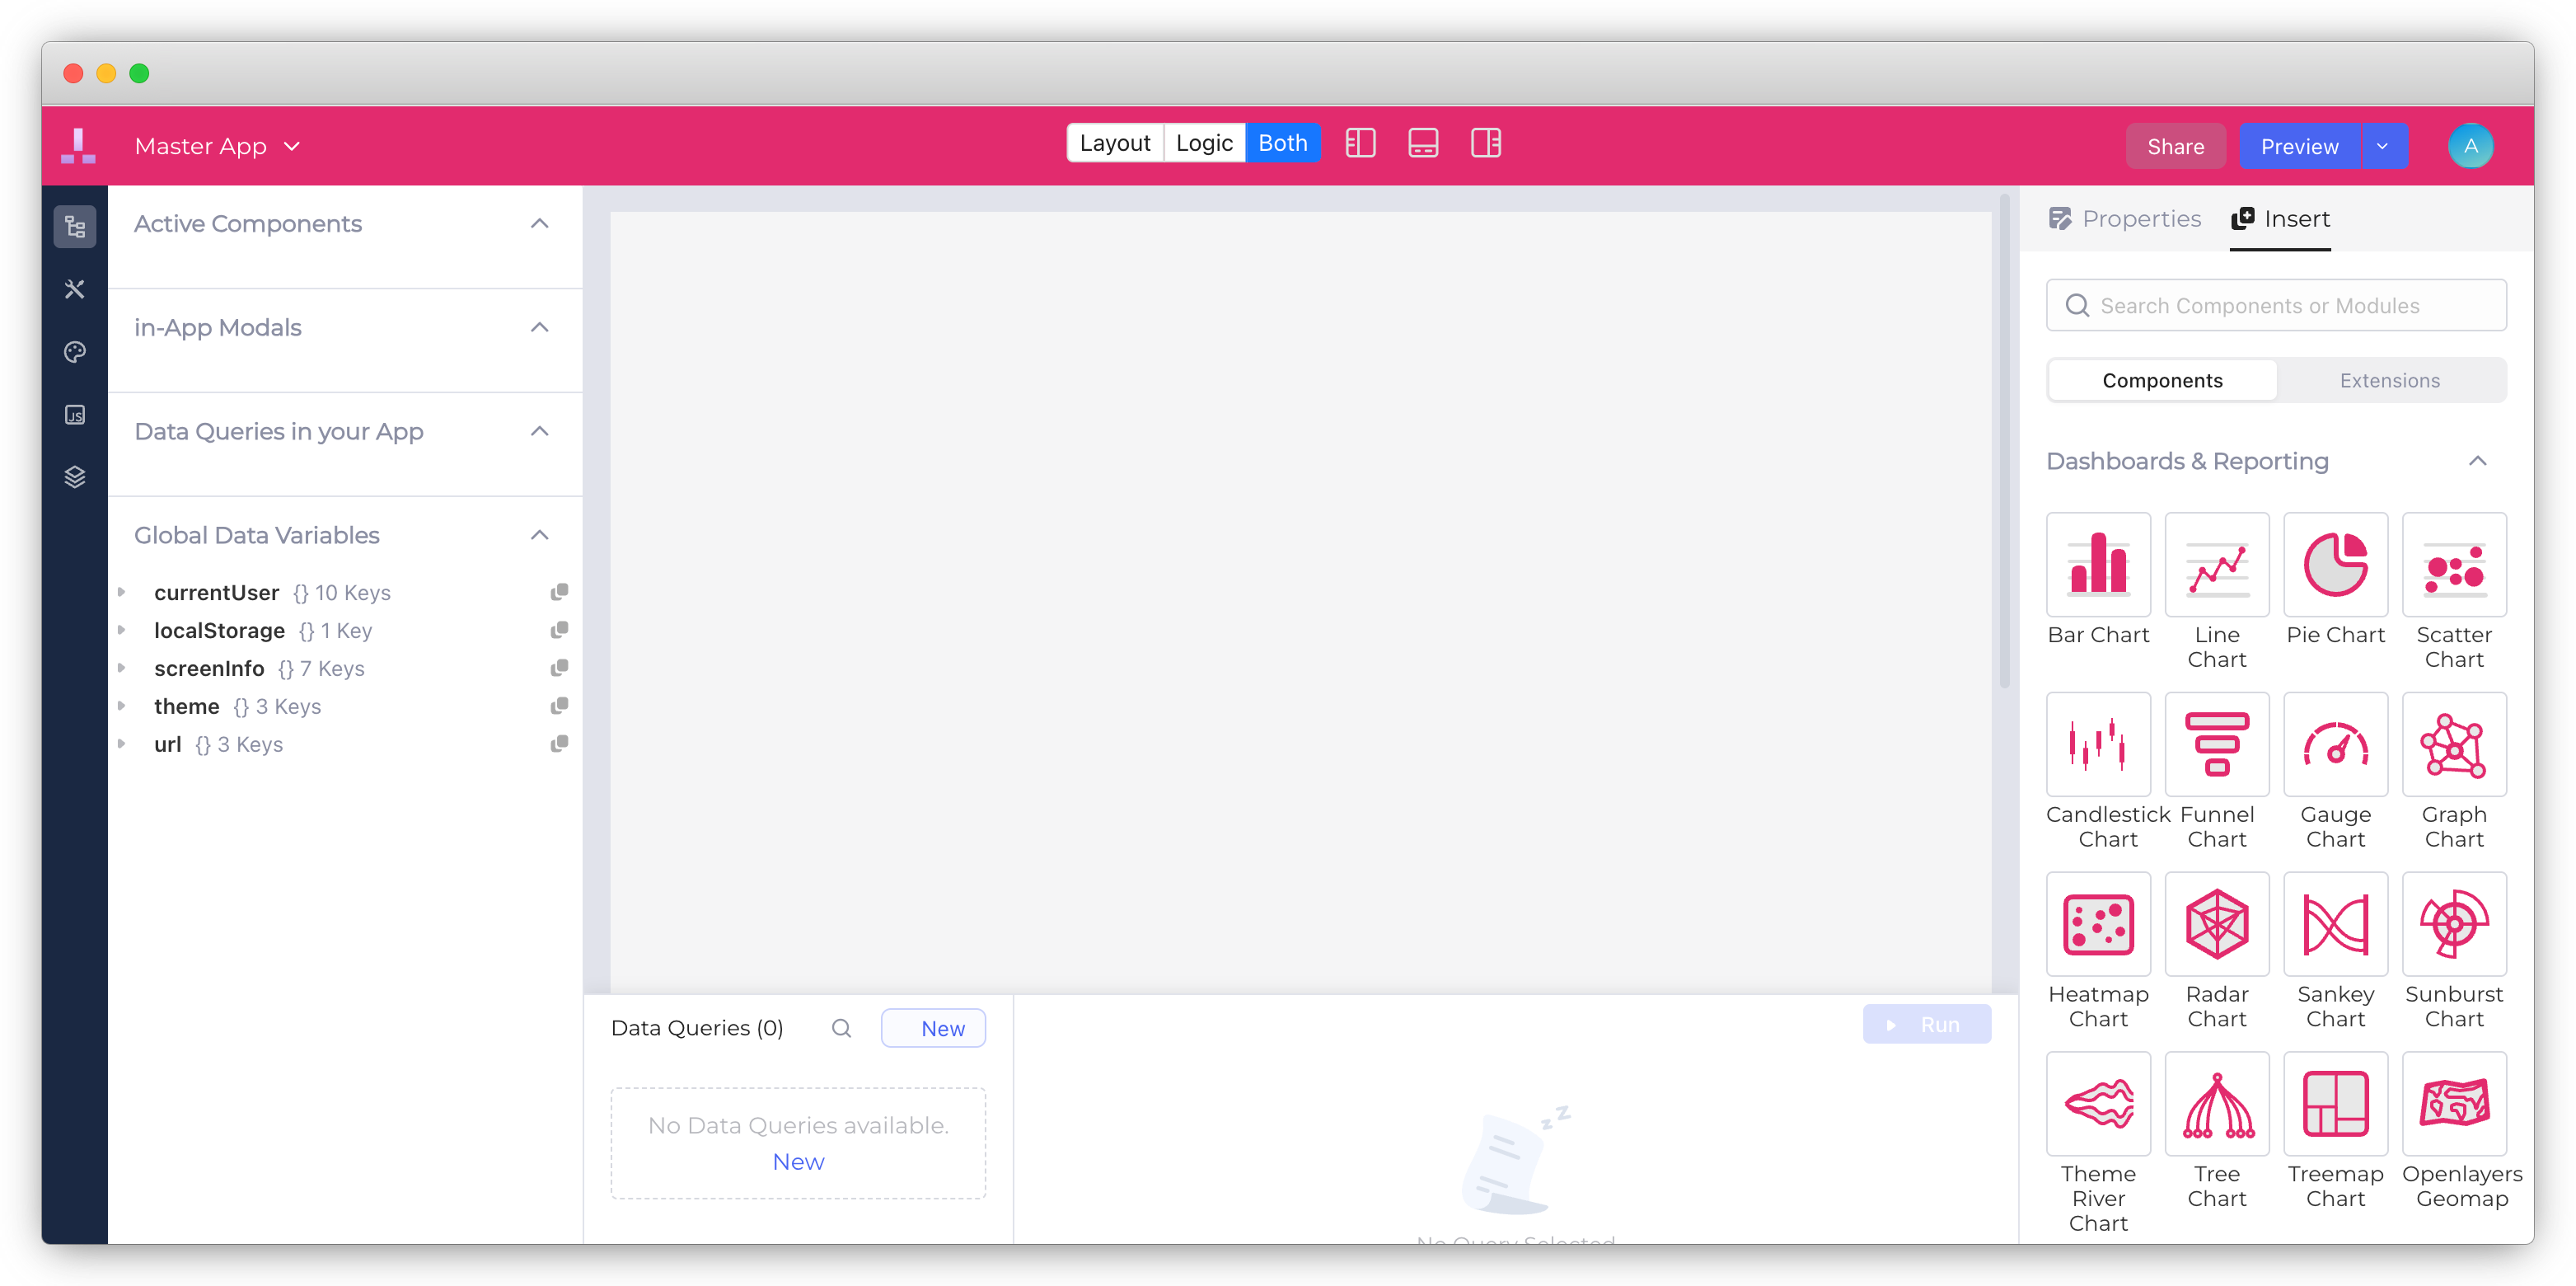 Master App
Layout
Logic
Both
Share
Preview
A
Active Components
in-App Modals
Data Queries in your App
Global Data Variables
currentUser {} 10 Keys
localStorage {} 1 Key
screenInfo {} 7 Keys
theme {} 3 Keys
url {} 3 Keys
JS
Data Queries (0)
New
No Data Queries available.
New
Run
z z
No Query Selected
Properties
Insert
Search Components or Modules
Components
Extensions
Dashboards & Reporting
Bar Chart
Line
Chart
Pie Chart
Scatter
Chart
Candlestick
Chart
Funnel
Chart
Gauge
Chart
Graph
Chart
Heatmap
Chart
Radar
Chart
Sankey
Chart
Sunburst
Chart
Theme
River
Chart
Tree
Chart
Treemap
Chart
Openlayers
Geomap